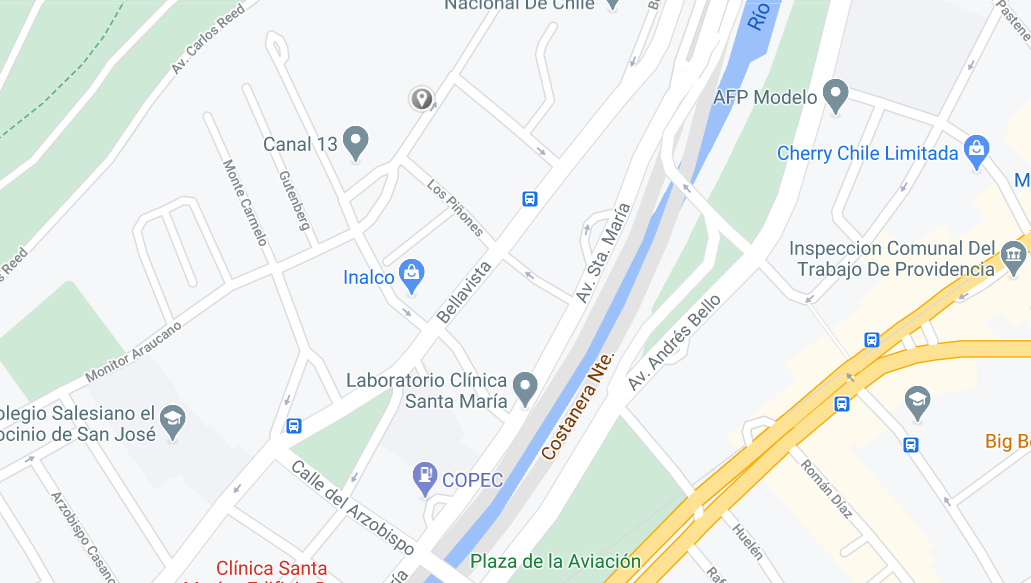 Nacional De Chile
Río
Pastene
Av. Carlos Reed
AFP Modelo
Canal 13
Cherry Chile Limitada
M
Monte Carmelo
Gutenberg
Los Piñones
s Reed
Inalco
Bellavista
Av. Sta. María
Inspeccion Comunal Del
Trabajo De Providencia
Monitor Araucano
Av. Andrés Bello
Costanera Nte.
Laboratorio Clínica
Santa María
olegio Salesiano el
ocinio de San José
COPEC
Big B
Calle del Arzobispo
Arzobispo Casano
Román Díaz
Huelén
Plaza de la Aviación
Clínica Santa